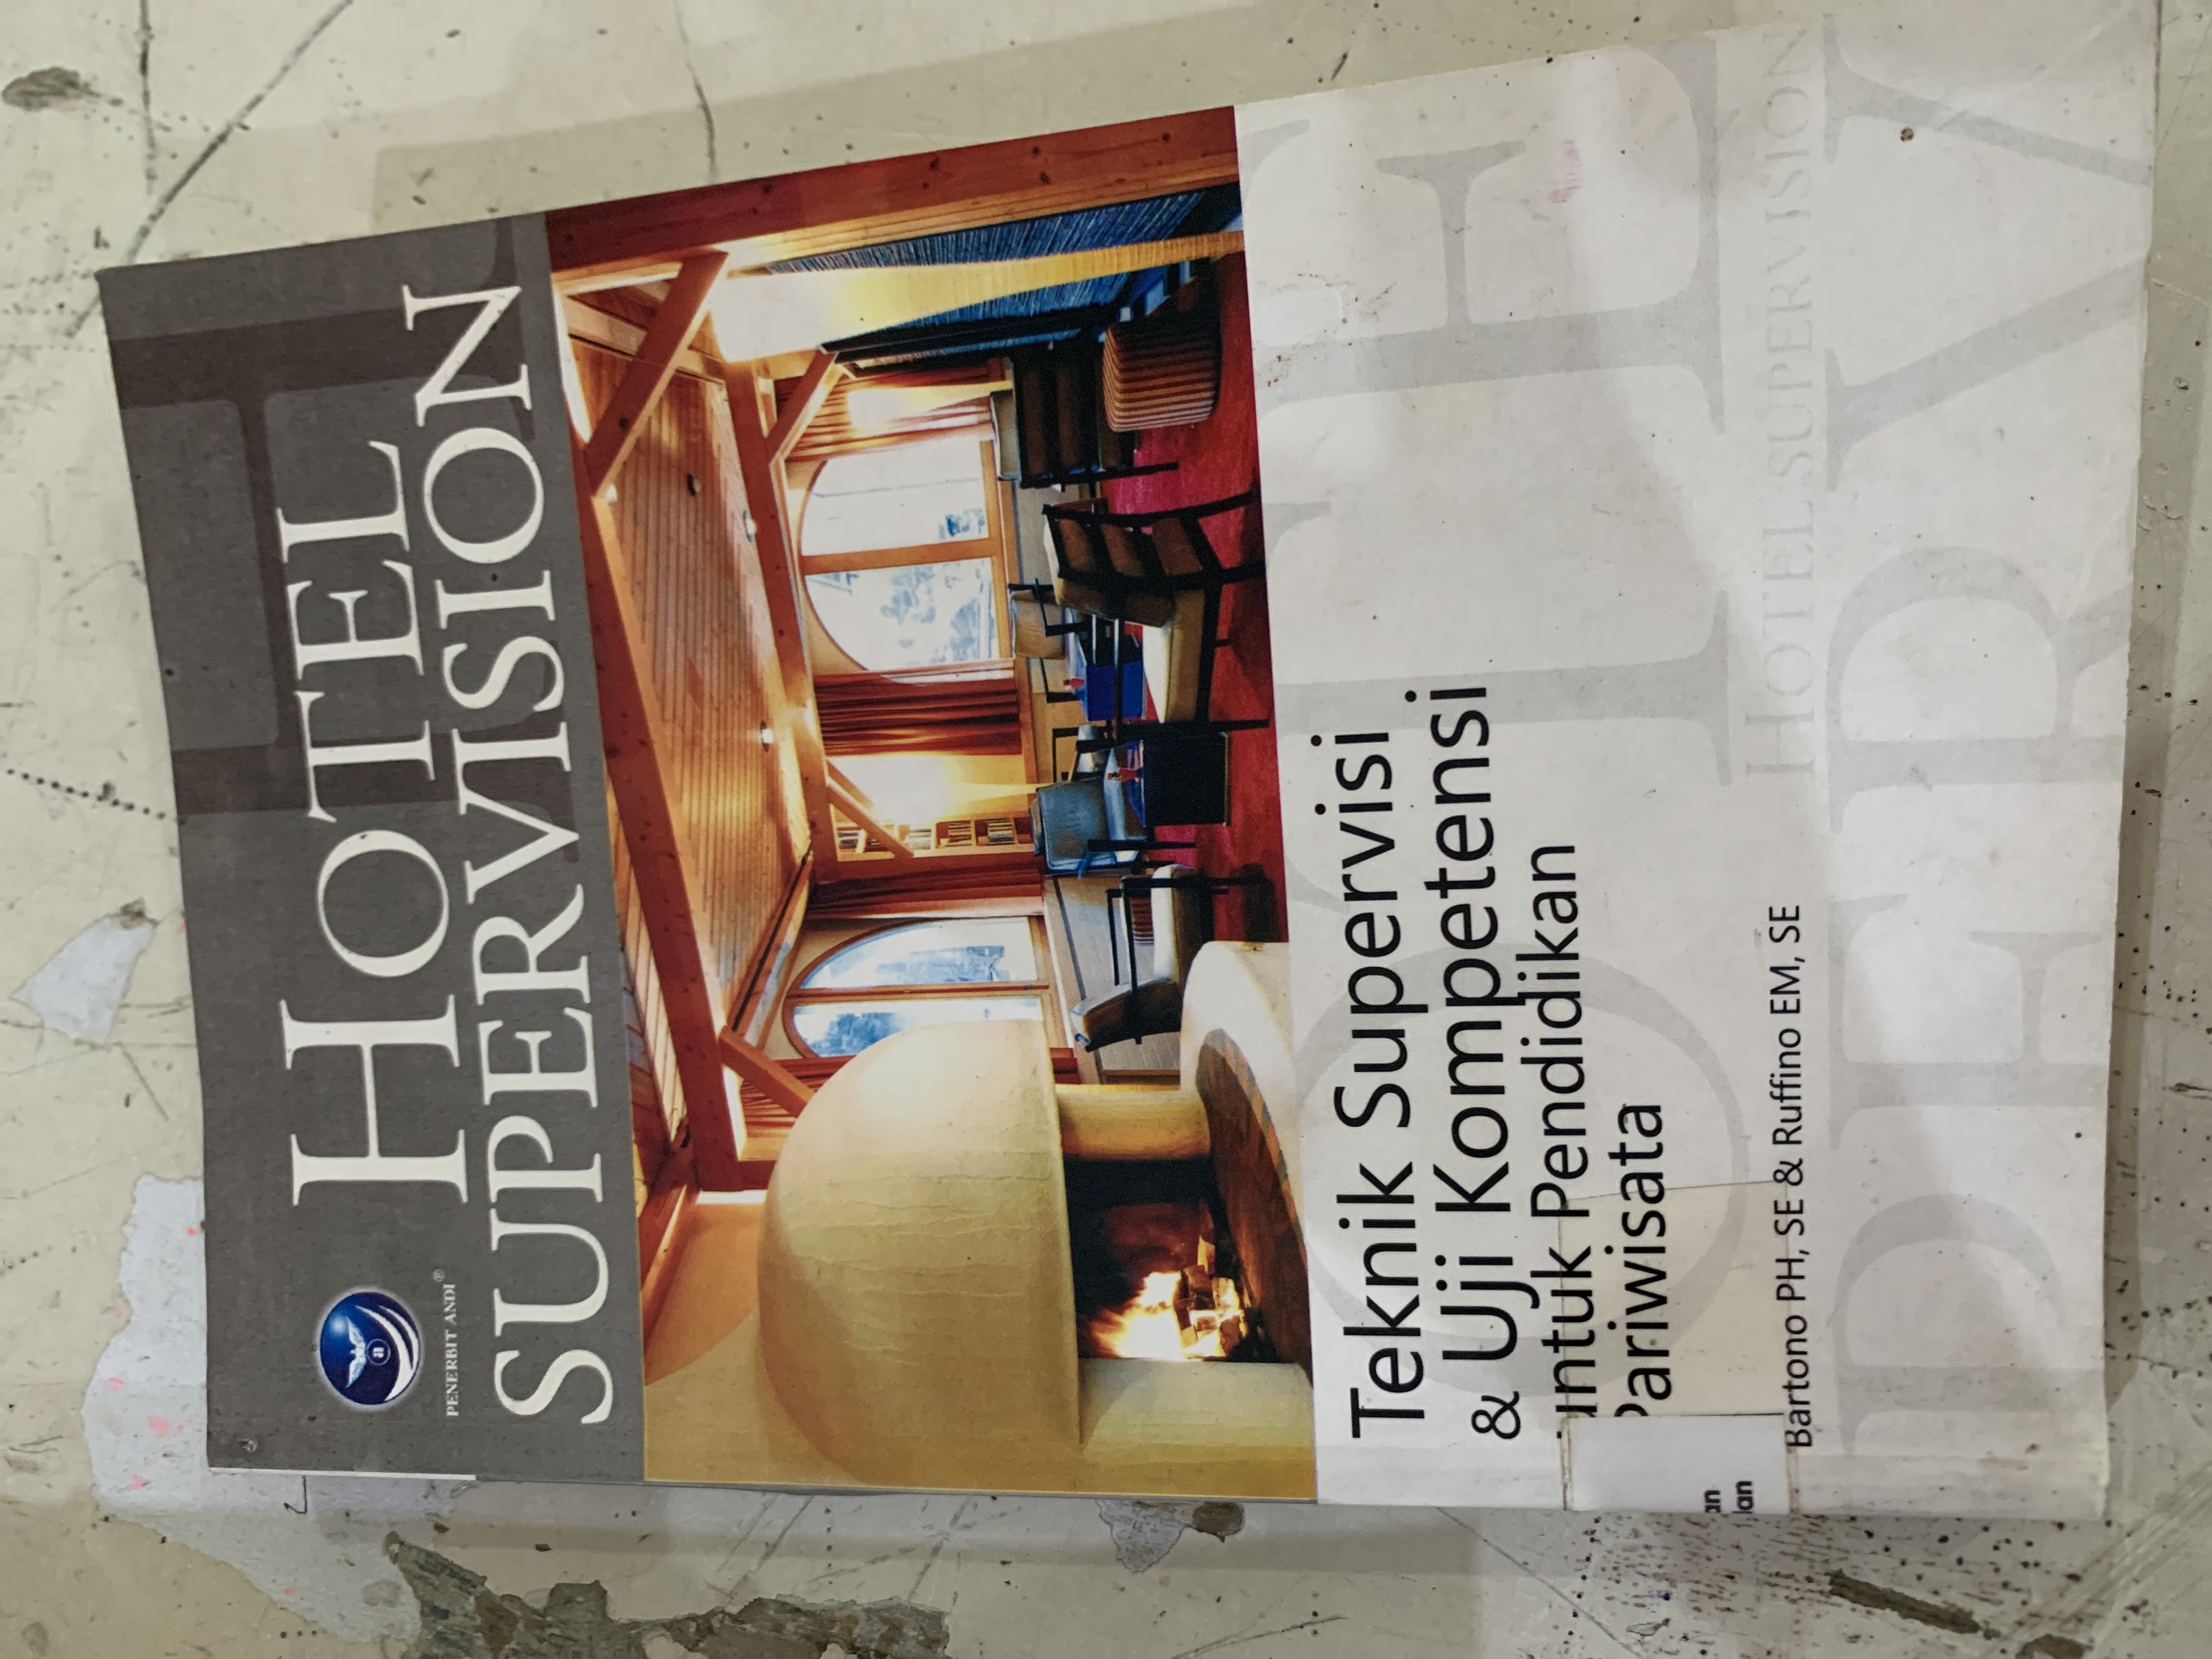 HOTEL
SUPERVISION
PENERBIT ANDI®
Teknik Supervisi
& Uji Kompetensi
untuk Pendidikan
Pariwisata
HOTEL SUPERVISION
Bartono PH, SE & Ruffino EM, SE